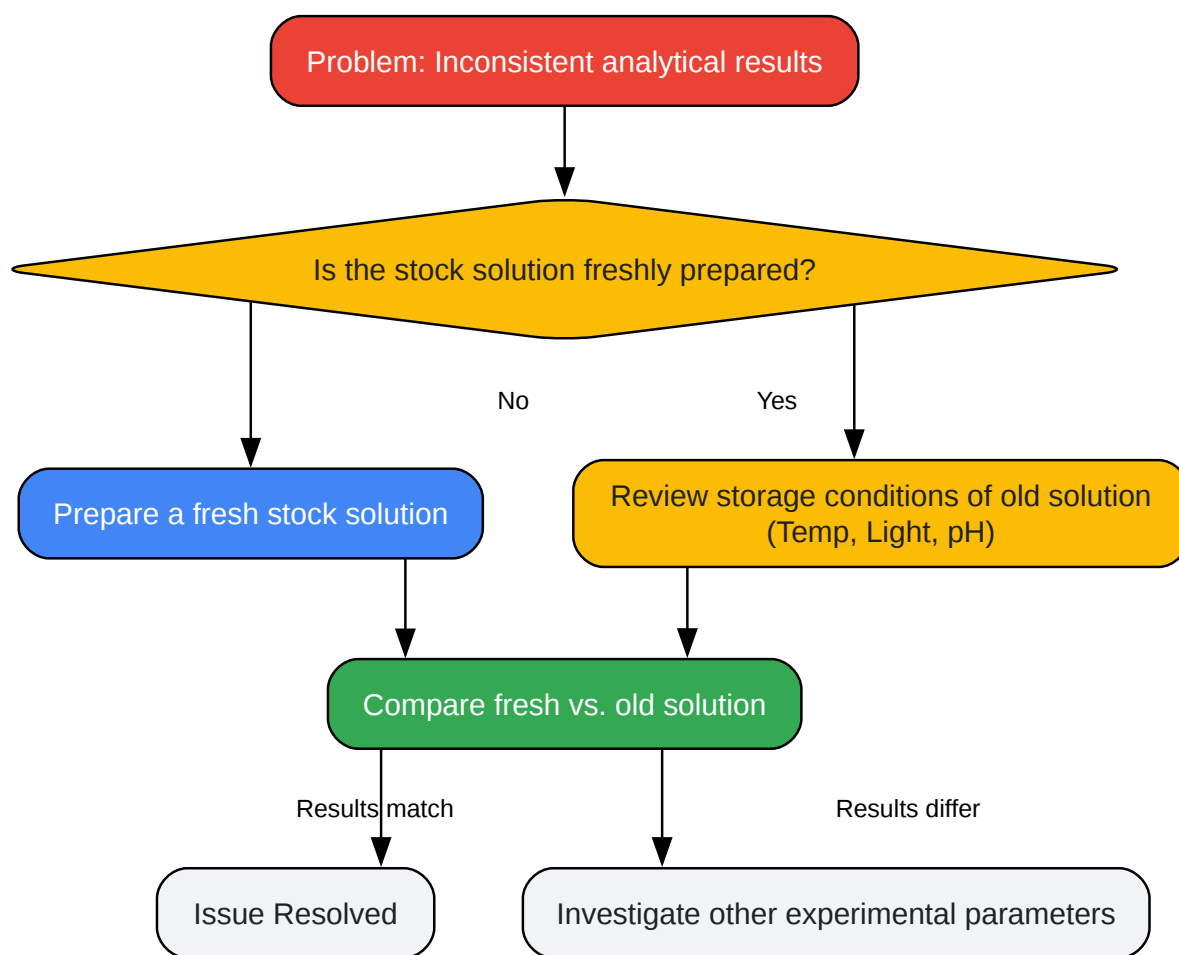 Problem: Inconsistent analytical results
Is the stock solution freshly prepared?
No
Yes
Prepare a fresh stock solution
Review storage conditions of old solution
(Temp, Light, pH)
Compare fresh vs. old solution
Results match
Results differ
Issue Resolved
Investigate other experimental parameters